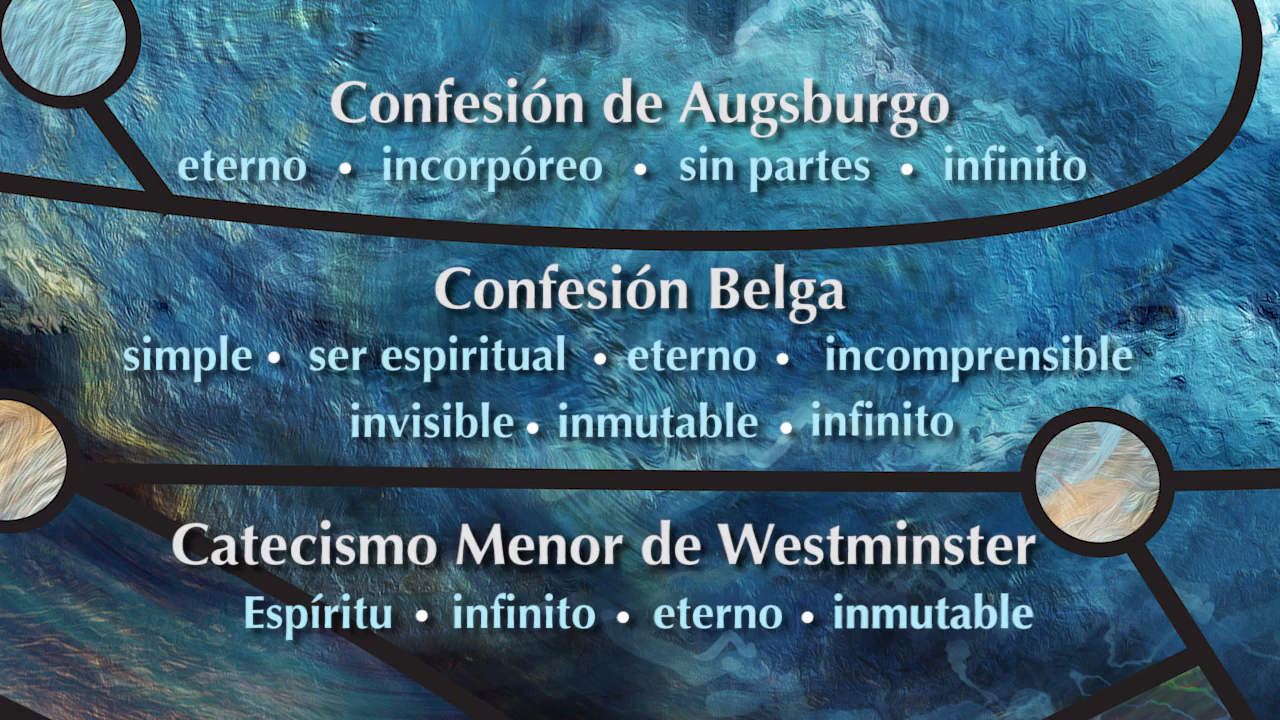 Confesión de Augsburgo
eterno • incorpóreo • sin partes • infinito
Confesión Belga
simple • ser espiritual • eterno • incomprensible
invisible • inmutable • infinito
Catecismo Menor de Westminster
Espíritu • infinito • eterno • inmutable